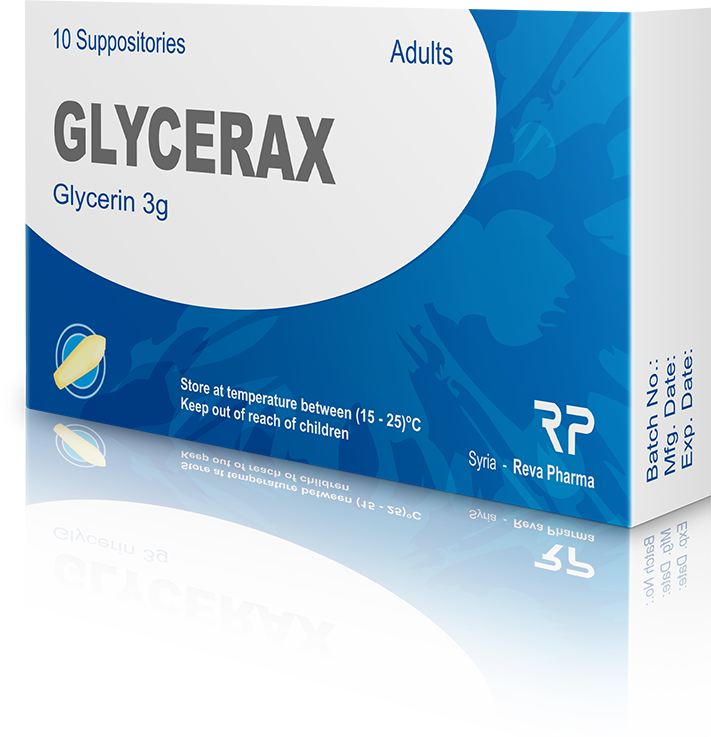 10 Suppositories
Adults
GLYCERAX
Glycerin 3g
Store at temperature between (15 - 25)°C
Keep out of reach of children
RP
Syria - Reva Pharma
Batch No.:
Mfg. Date:
Exp. Date: